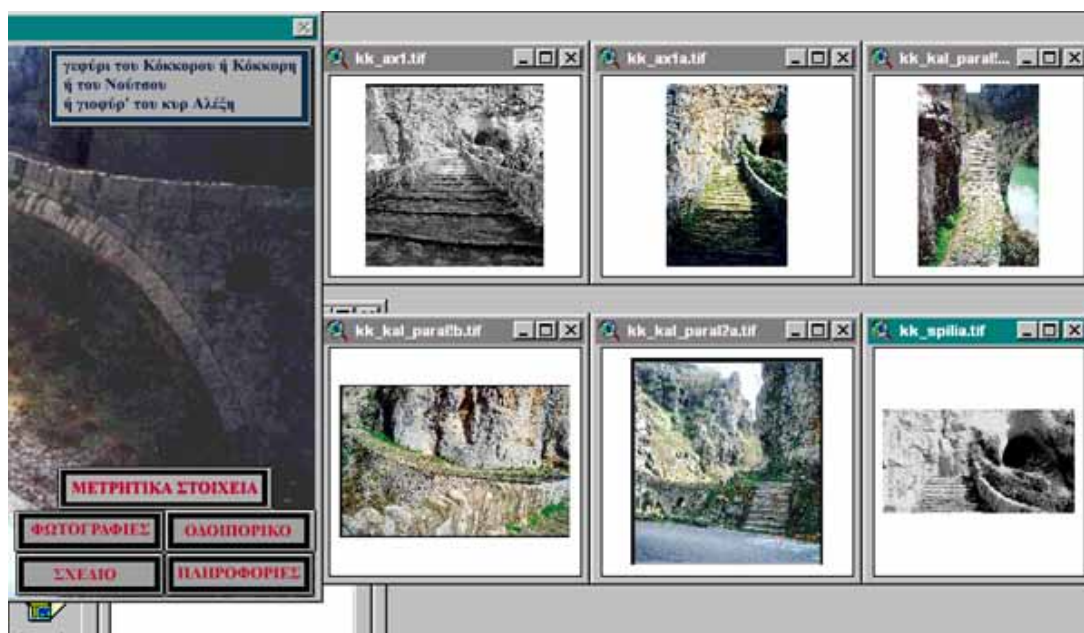 γεφύρι του Κόκκορου ή Κόκκορη
ή του Νούτσου
ή γιοφύρ' του κυρ Αλέξη
ΜΕΤΡΗΤΙΚΑ ΣΤΟΙΧΕΙΑ
ΦΩΤΟΓΡΑΦΙΕΣ
ΟΔΟΙΠΟΡΙΚΟ
ΣΧΕΔΙΟ
ΠΛΗΡΟΦΟΡΙΕΣ
kk_ax1.tif
kk_ax1a.tif
kk_kal_paral!...
kk_kal_paral!b.tif
kk_kal_paral?a.tif
kk_spilia.tif